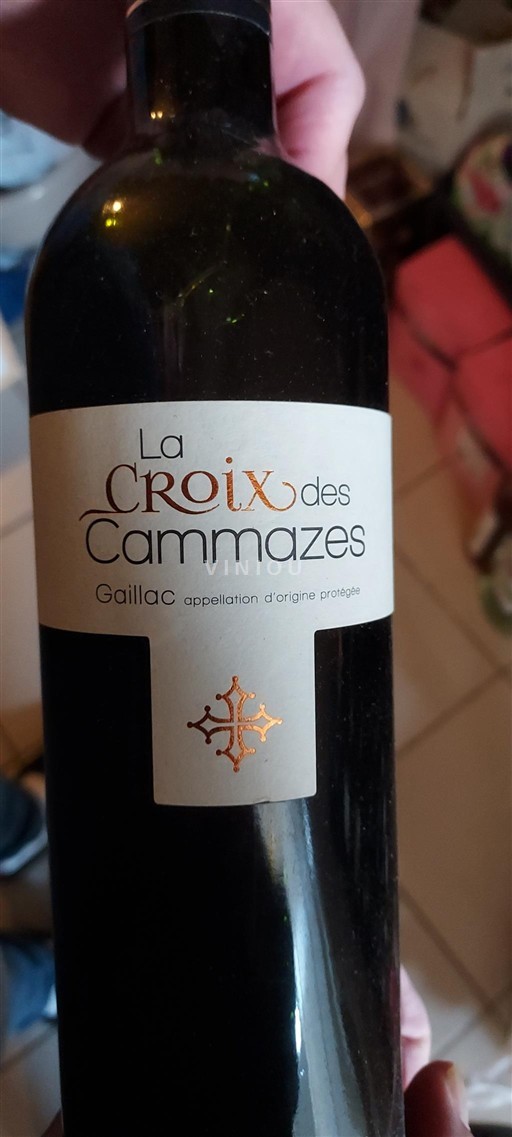 La
CROiX des
Cammazes
VINIOU
Gaillac appellation d'origine protégée